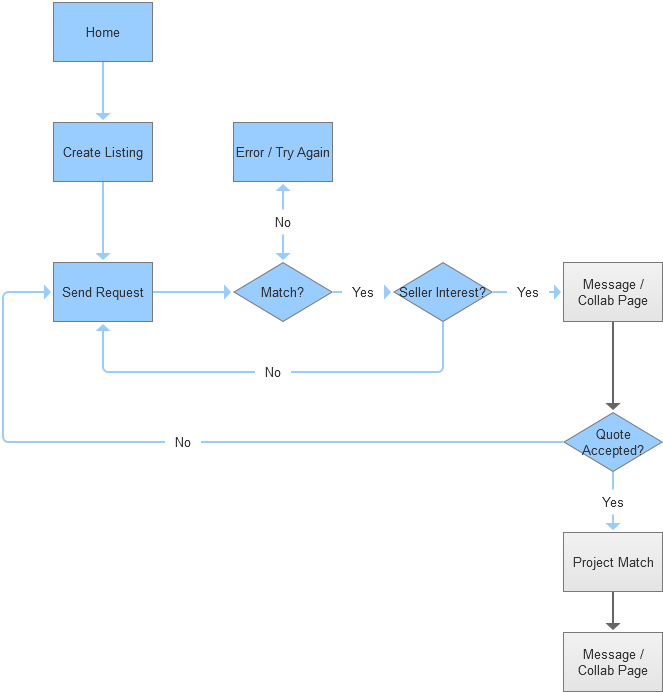 Home
Create Listing
Error / Try Again
No
Send Request
Match?
Yes
Seller Interest?
Yes
Message /
Collab Page
No
No
Quote
Accepted?
Yes
Project Match
Message /
Collab Page